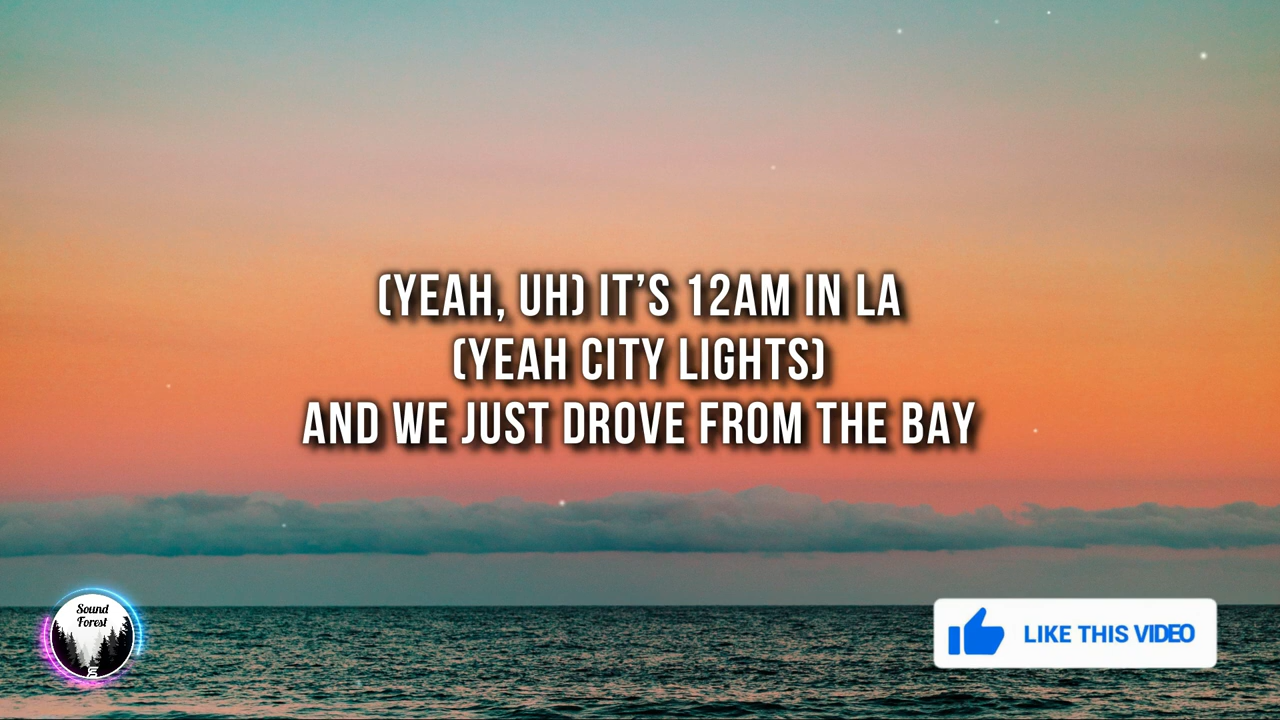 (YEAH, UH) IT’S 12AM IN LA
(YEAH CITY LIGHTS)
AND WE JUST DROVE FROM THE BAY
Sound
Forest
LIKE THIS VIDEO